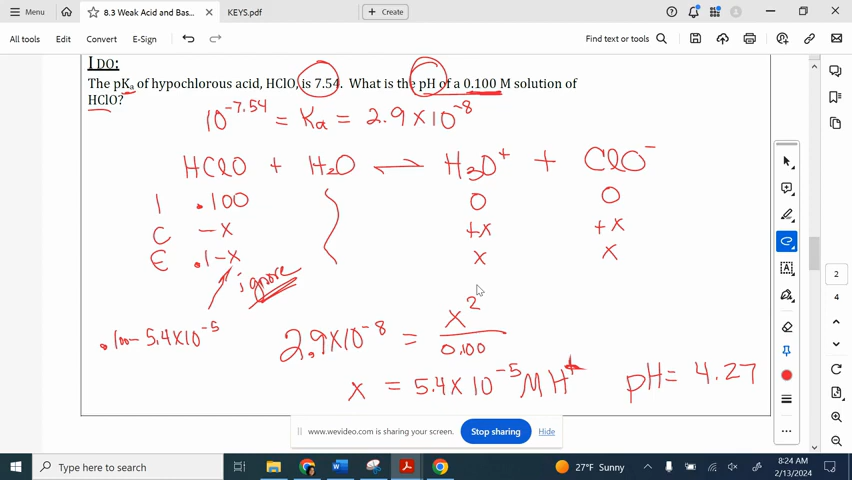 8.3 Weak Acid and Bas... × KEYS.pdf + Create
All tools Edit Convert E-Sign Find text or tools
I DO:
The pKa of hypochlorous acid, HClO, is 7.54. What is the pH of a 0.100 M solution of
HClO?
10^-7.54 = Ka = 2.9 x 10^-8
HClO + H2O ⇌ H3O+ + ClO-
I .100 0 0
C -x +x +x
E .1-x x x
ignore
.100 - 5.4x10^-5
2.9x10^-8 = x^2 / 0.100
x = 5.4 x 10^-5 M H+ pH = 4.27
www.wevideo.com is sharing your screen. Stop sharing Hide
2
4
Type here to search
27°F Sunny
8:24 AM
2/13/2024